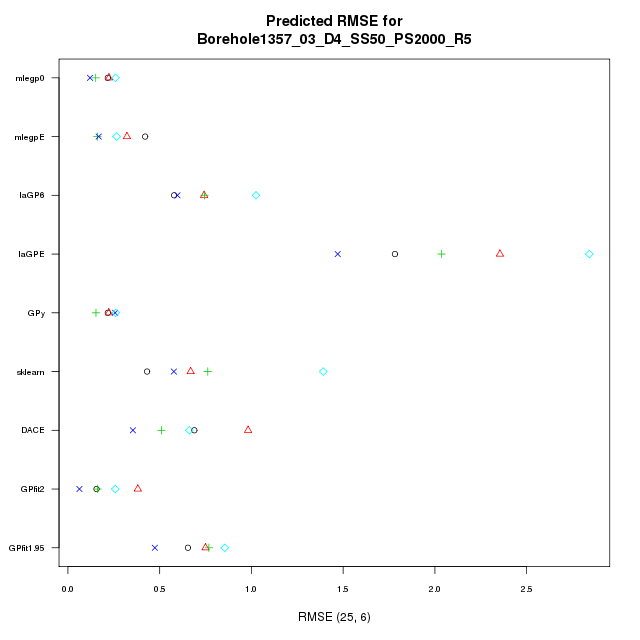 Predicted RMSE for
Borehole1357_03_D4_SS50_PS2000_R5
mlegp0
mlegpE
laGP6
laGPE
GPy
sklearn
DACE
GPfit2
GPfit1.95
0.0 0.5 1.0 1.5 2.0 2.5
RMSE (25, 6)